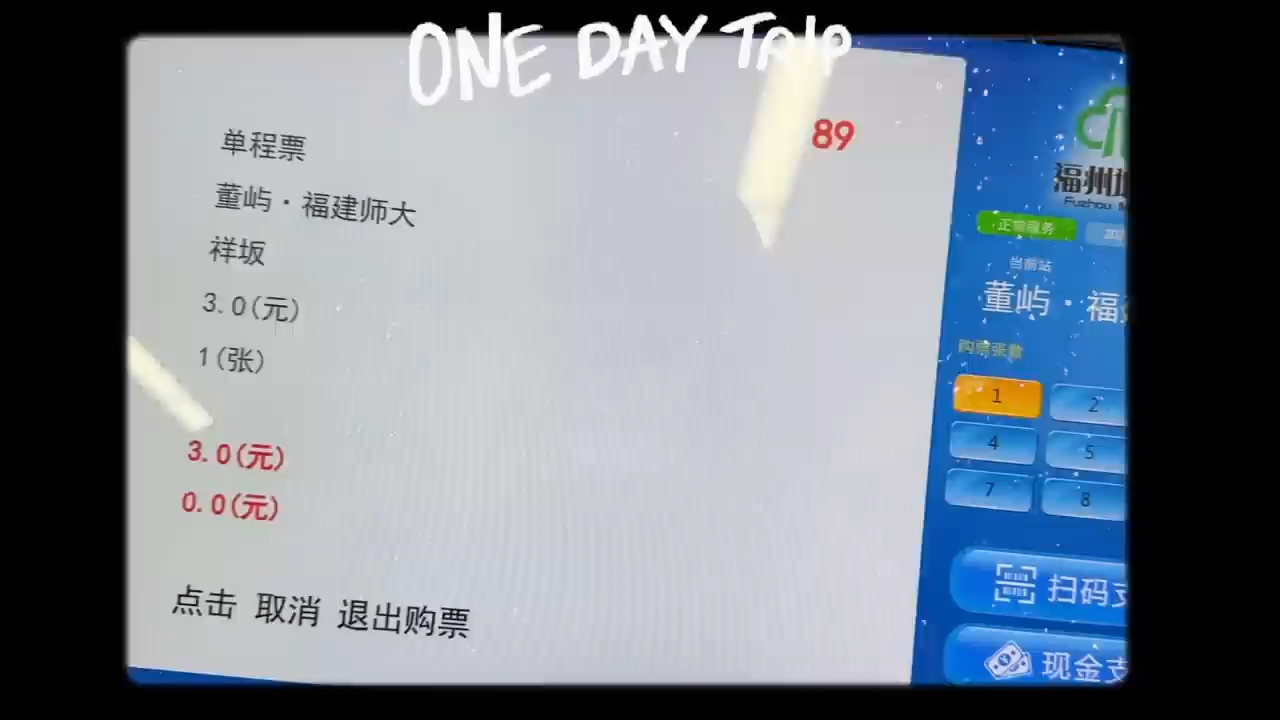 ONE DAY TRIP
89
单程票
董屿·福建师大
祥坂
3.0(元)
1(张)
3.0(元)
0.0(元)
点击 取消 退出购票
福州
Fuzhou
正常服务
当前站
董屿·福
购票张数
1
2
4
5
7
8
扫码
现金